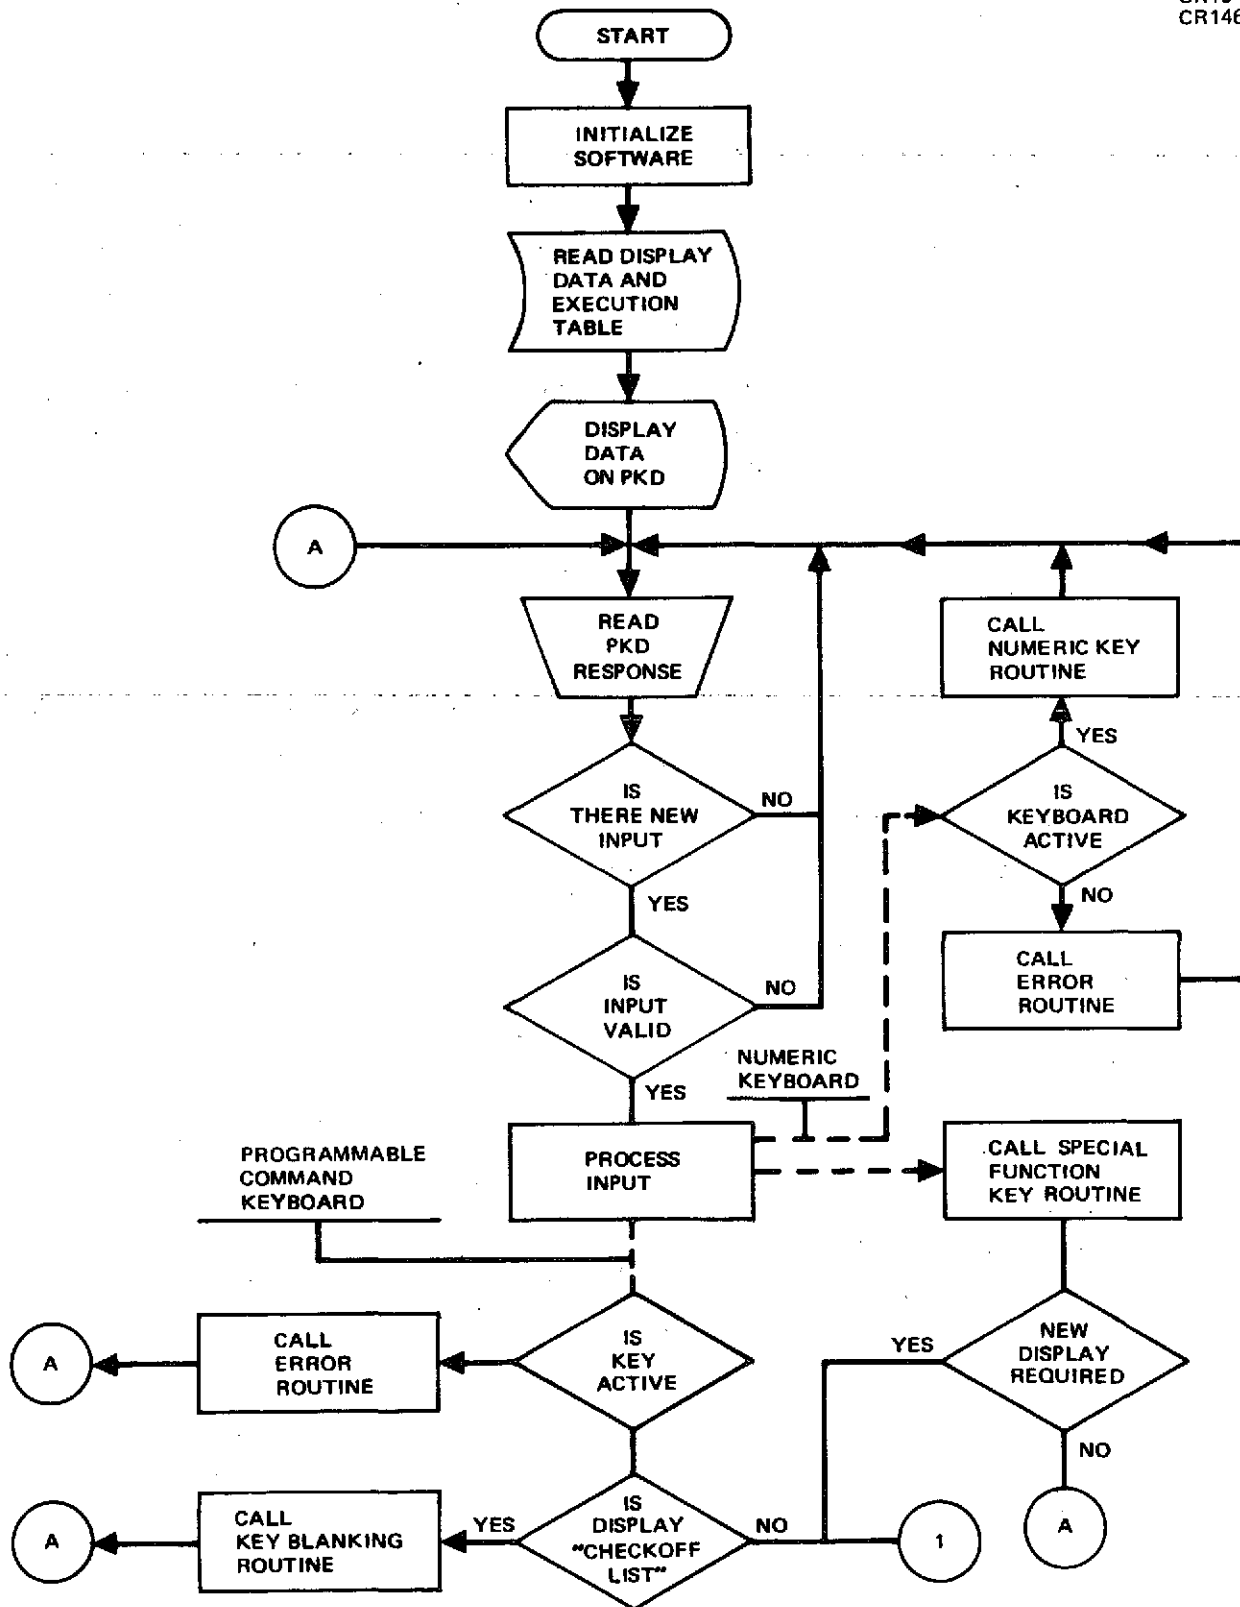 CR146
START
INITIALIZE
SOFTWARE
READ DISPLAY
DATA AND
EXECUTION
TABLE
DISPLAY
DATA
ON PKD
A
READ
PKD
RESPONSE
CALL
NUMERIC KEY
ROUTINE
YES
IS
THERE NEW
INPUT
NO
IS
KEYBOARD
ACTIVE
YES
NO
IS
INPUT
VALID
NO
CALL
ERROR
ROUTINE
YES
NUMERIC
KEYBOARD
PROGRAMMABLE
COMMAND
KEYBOARD
PROCESS
INPUT
CALL SPECIAL
FUNCTION
KEY ROUTINE
A
CALL
ERROR
ROUTINE
IS
KEY
ACTIVE
YES
NEW
DISPLAY
REQUIRED
NO
A
CALL
KEY BLANKING
ROUTINE
YES
IS
DISPLAY
"CHECKOFF
LIST"
NO
1
A